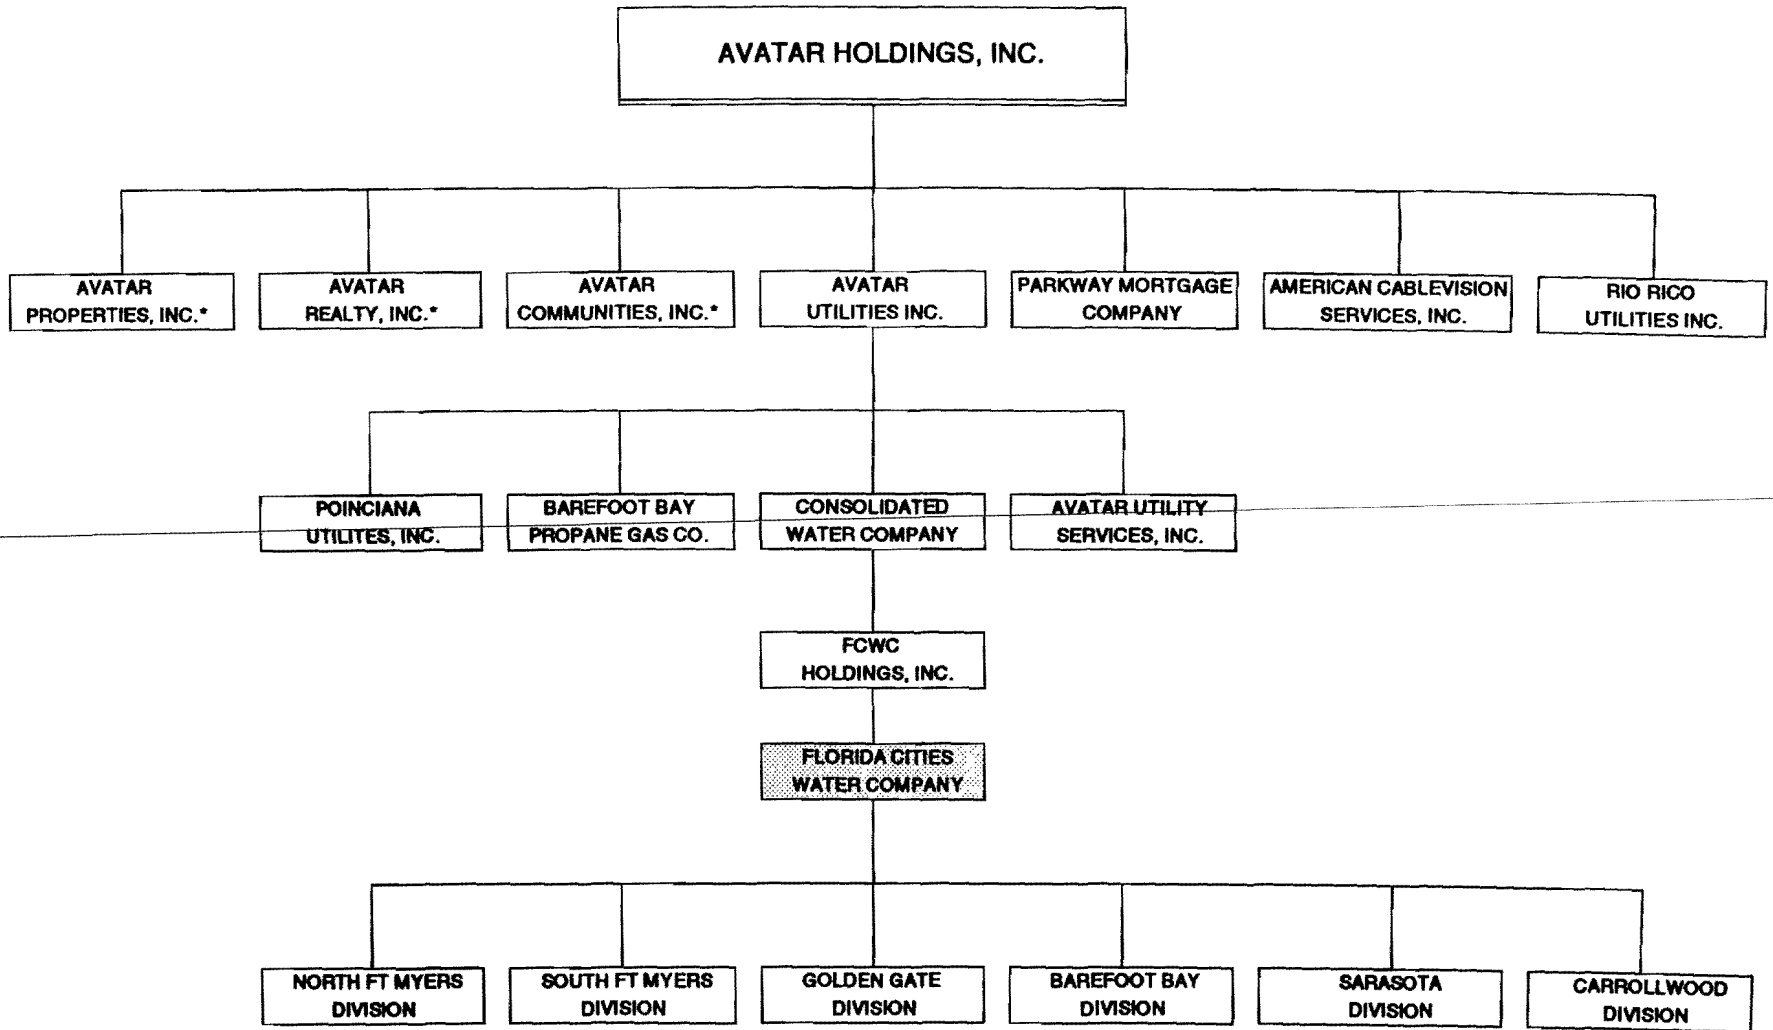 AVATAR HOLDINGS, INC.
AVATAR
PROPERTIES, INC.*
AVATAR
REALTY, INC.*
AVATAR
COMMUNITIES, INC.*
AVATAR
UTILITIES INC.
PARKWAY MORTGAGE
COMPANY
AMERICAN CABLEVISION
SERVICES, INC.
RIO RICO
UTILITIES INC.
POINCIANA
UTILITES, INC.
BAREFOOT BAY
PROPANE GAS CO.
CONSOLIDATED
WATER COMPANY
AVATAR UTILITY
SERVICES, INC.
FCWC
HOLDINGS, INC.
FLORIDA CITIES
WATER COMPANY
NORTH FT MYERS
DIVISION
SOUTH FT MYERS
DIVISION
GOLDEN GATE
DIVISION
BAREFOOT BAY
DIVISION
SARASOTA
DIVISION
CARROLLWOOD
DIVISION